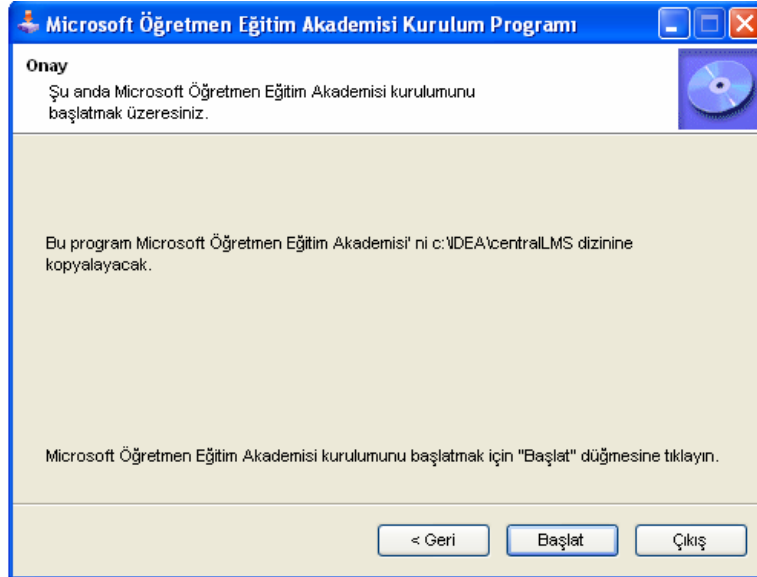 Microsoft Öğretmen Eğitim Akademisi Kurulum Programı
Onay
Şu anda Microsoft Öğretmen Eğitim Akademisi kurulumunu
başlatmak üzeresiniz.
Bu program Microsoft Öğretmen Eğitim Akademisi' ni c:\IDEA\centralLMS dizinine
kopyalayacak.
Microsoft Öğretmen Eğitim Akademisi kurulumunu başlatmak için "Başlat" düğmesine tıklayın.
< Geri Başlat Çıkış